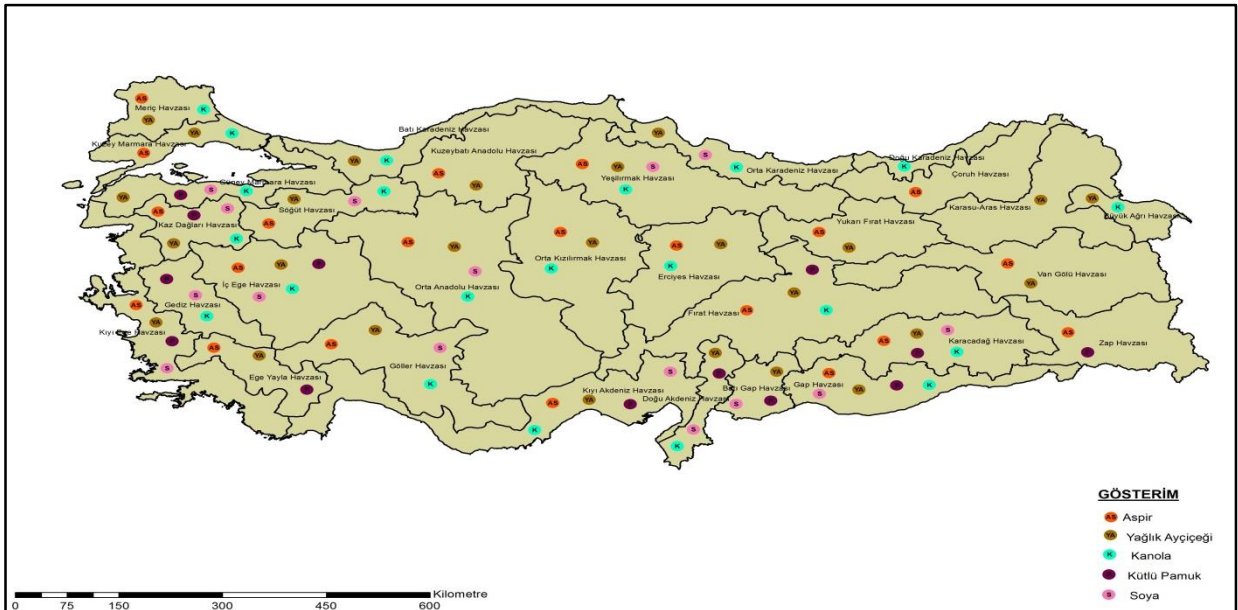 Meriç Havzası
Batı Karadeniz Havzası
Kuzey Marmara Havzası
Kuzeybatı Anadolu Havzası
Doğu Karadeniz Havzası
Yeşilırmak Havzası
Orta Karadeniz Havzası
Çoruh Havzası
Güney Marmara Havzası
Söğüt Havzası
Karasu-Aras Havzası
Büyük Ağrı Havzası
Kaz Dağları Havzası
Yukarı Fırat Havzası
Orta Kızılırmak Havzası
Erciyes Havzası
Van Gölü Havzası
İç Ege Havzası
Orta Anadolu Havzası
Gediz Havzası
Fırat Havzası
Kıyı Ege Havzası
Karacadağ Havzası
Zap Havzası
Göller Havzası
Ege Yayla Havzası
Kıyı Akdeniz Havzası
Batı Gap Havzası
Gap Havzası
Doğu Akdeniz Havzası
GÖSTERİM
AS Aspir
YA Yağlık Ayçiçeği
K Kanola
Kütlü Pamuk
S Soya
Kilometre
0 75 150 300 450 600